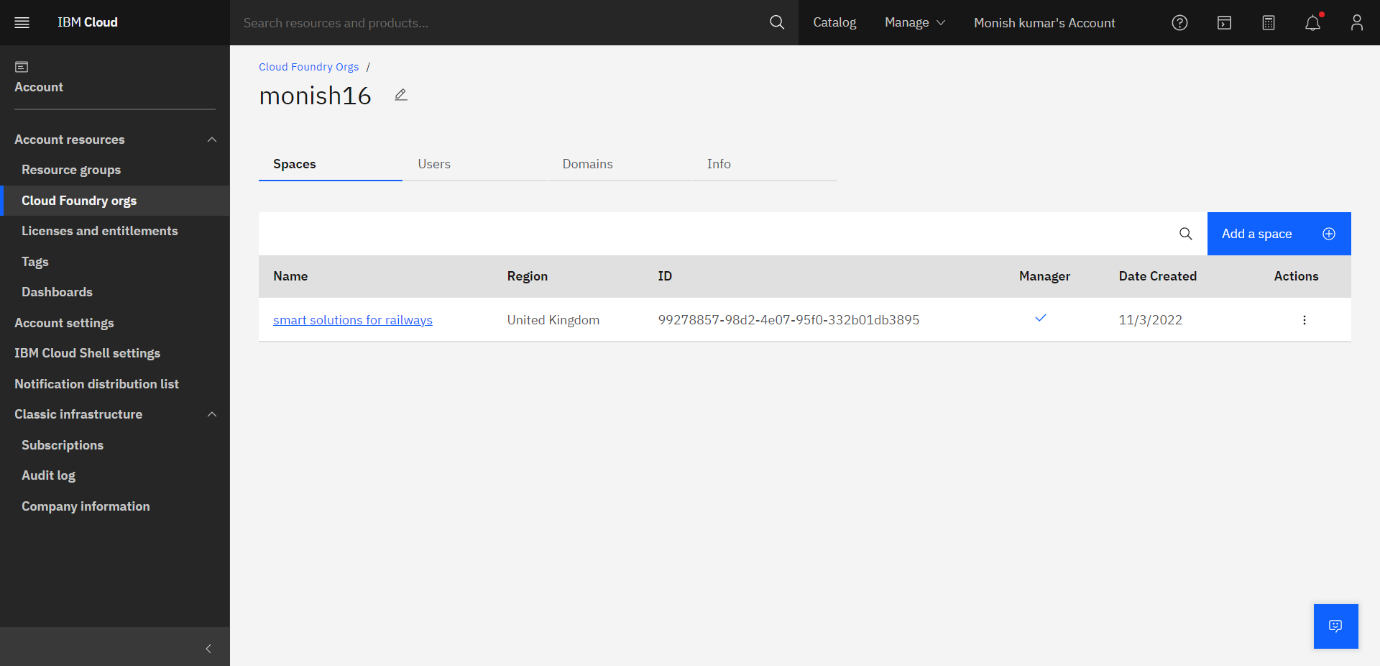 IBM Cloud
Search resources and products...
Catalog
Manage
Monish kumar's Account
Account
Account resources
Resource groups
Cloud Foundry orgs
Licenses and entitlements
Tags
Dashboards
Account settings
IBM Cloud Shell settings
Notification distribution list
Classic infrastructure
Subscriptions
Audit log
Company information
Cloud Foundry Orgs /
monish16
Spaces Users Domains Info
Add a space
Name Region ID Manager Date Created Actions
smart solutions for railways United Kingdom 99278857-98d2-4e07-95f0-332b01db3895 11/3/2022